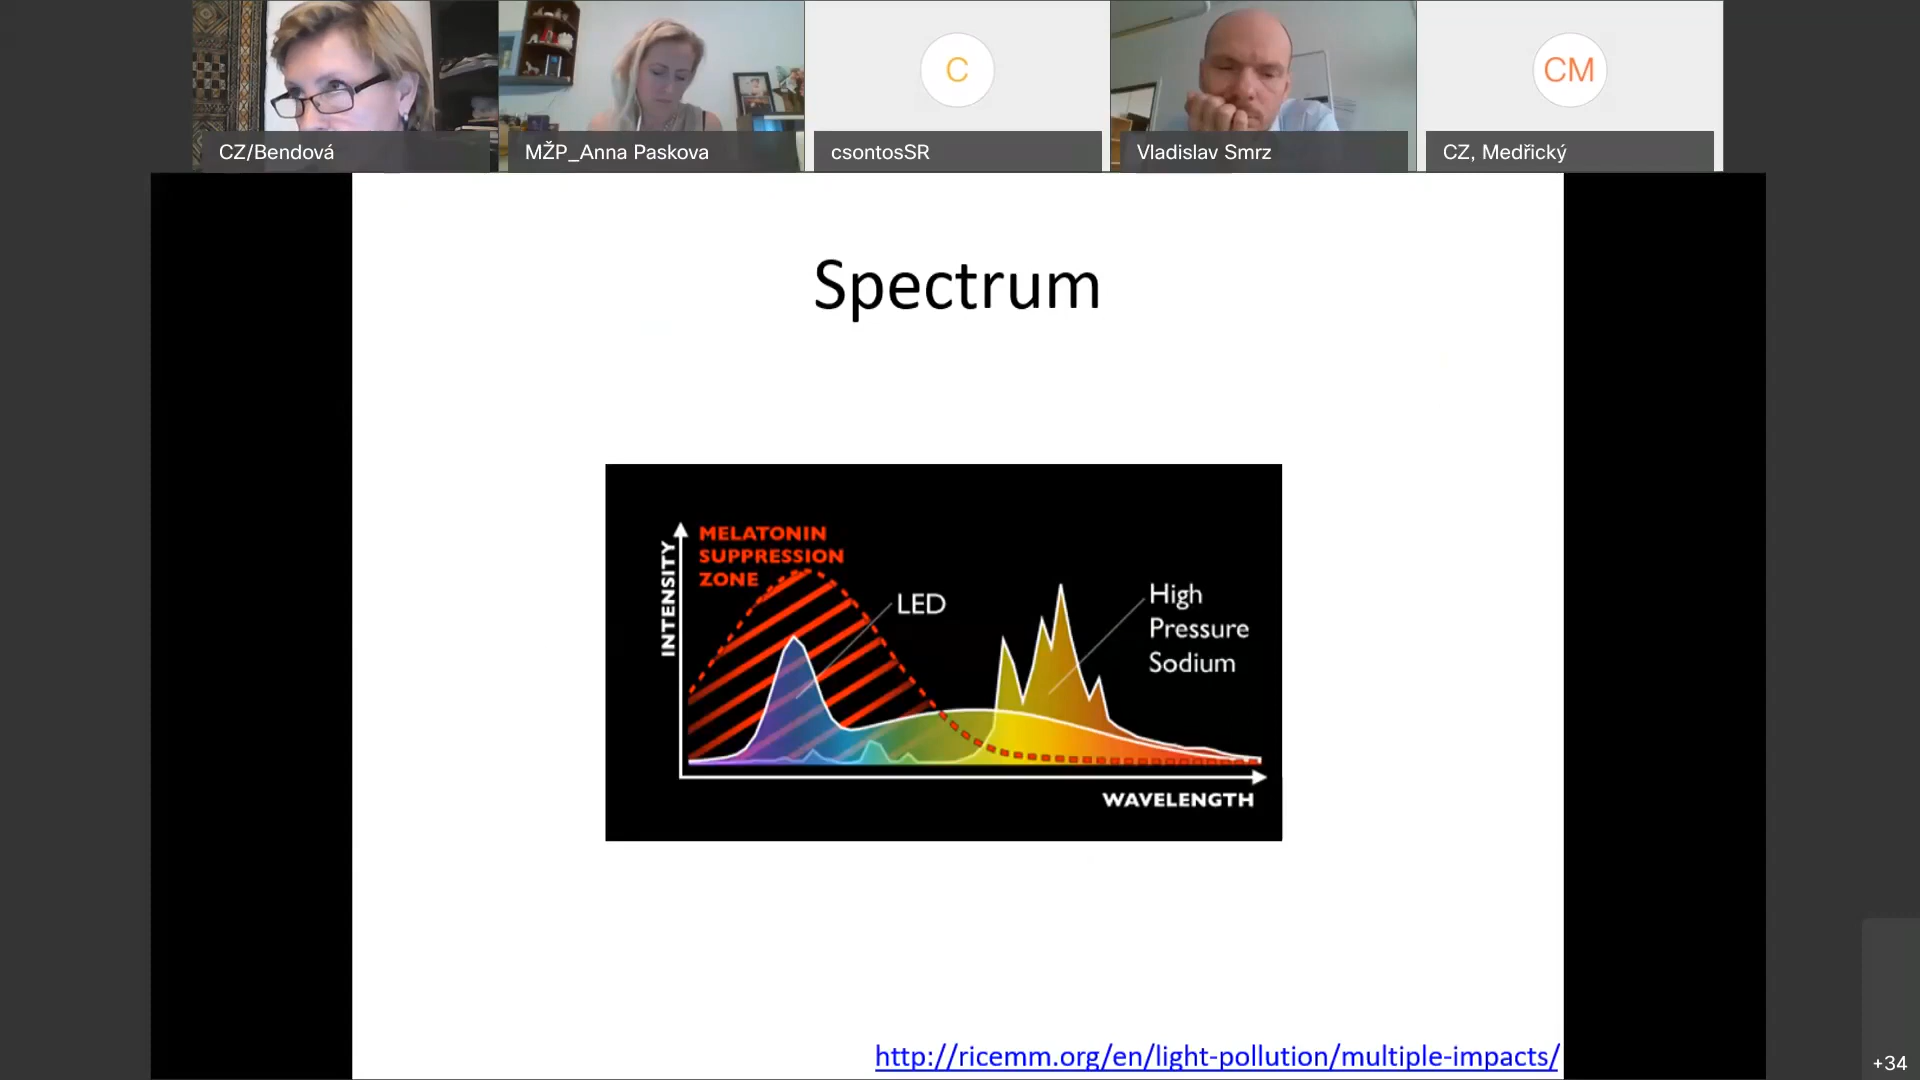 CZ/Bendová
MŽP_Anna Paskova
C
csontosSR
Vladislav Smrz
CM
CZ, Medřický
Spectrum
INTENSITY
MELATONIN
SUPPRESSION
ZONE
LED
High
Pressure
Sodium
WAVELENGTH
http://ricemm.org/en/light-pollution/multiple-impacts/
+34